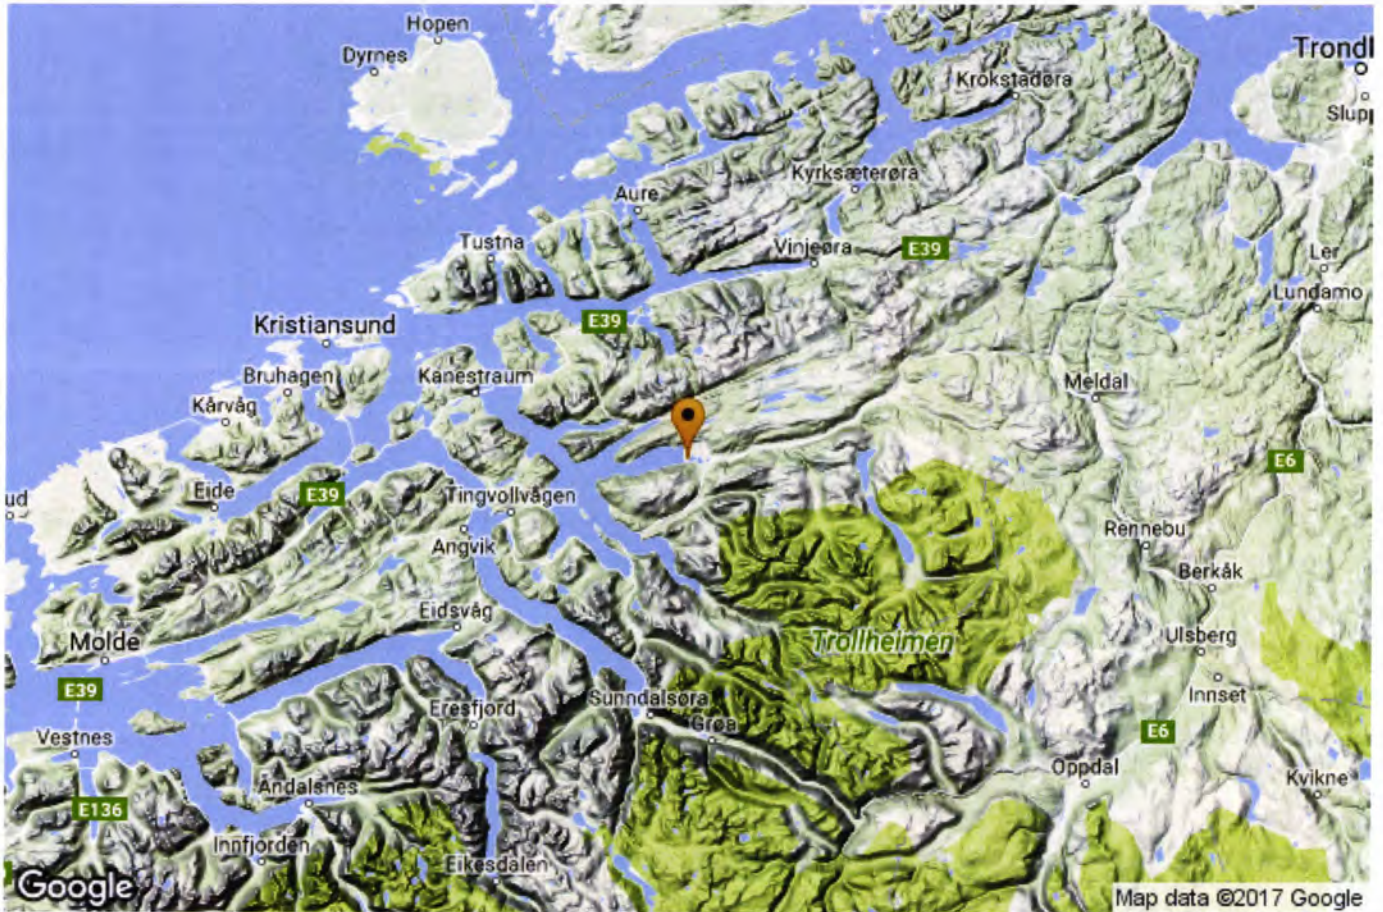 Hopen
Dyrnes
Trondl
Krokstadøra
Slupp
Kyrksæterøra
Aure
Tustna
Vinjeøra
E39
Ler
Lundamo
Kristiansund
E39
Bruhagen
Kanestraum
Meldal
Kårvåg
E6
ud
Eide
E39
Tingvollvågen
Angvik
Rennebu
Berkåk
Eidsvåg
Molde
Trollheimen
Ulsberg
E39
Innset
Sunndalsøra
Eresfjord
Grøa
Vestnes
E6
Oppdal
Kvikne
Åndalsnes
E136
Innfjorden
Eikesdalen
Google
Map data ©2017 Google